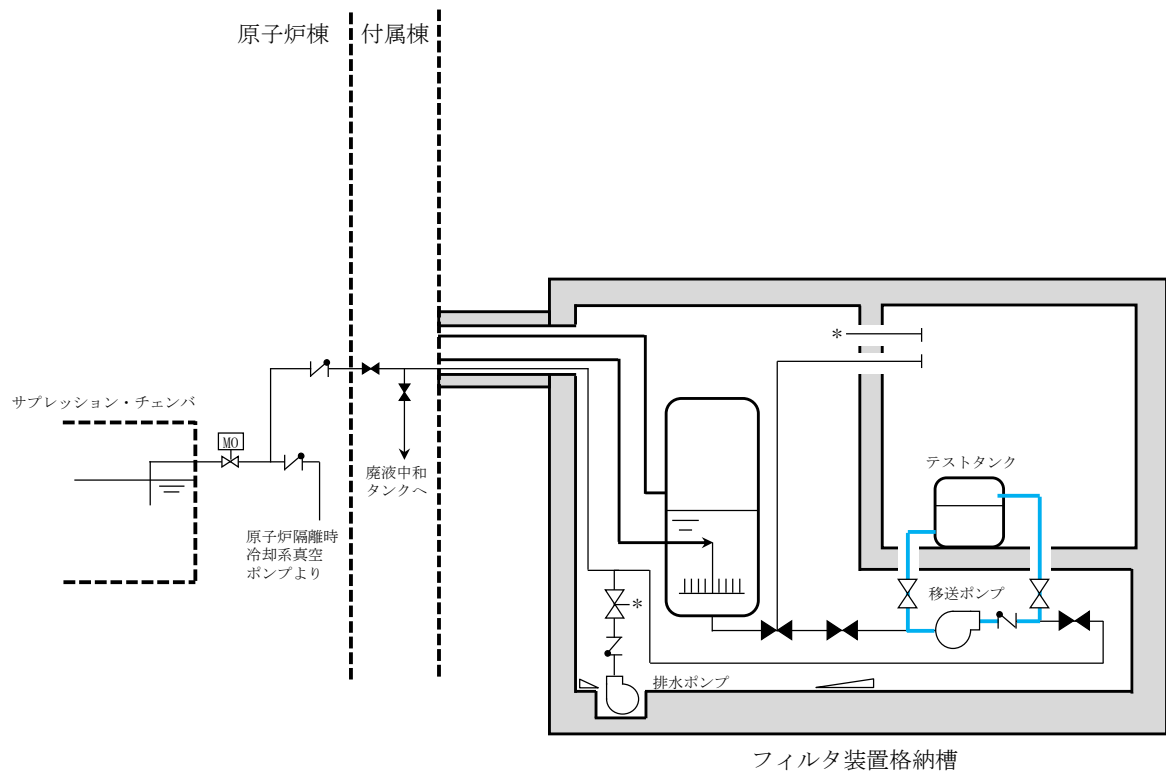 原子炉棟
付属棟
*
サプレッション・チェンバ
MO
廃液中和
タンクへ
テストタンク
原子炉隔離時
冷却系真空
ポンプより
移送ポンプ
*
排水ポンプ
フィルタ装置格納槽